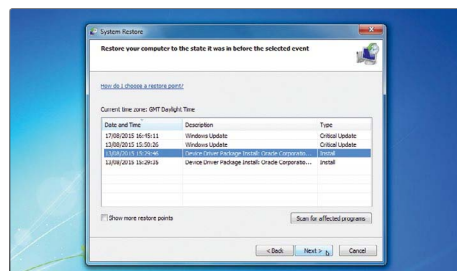 System Restore
Restore your computer to the state it was in before the selected event
How do I choose a restore point?
Current time zone: GMT Daylight Time
Date and Time Description Type
17/08/2015 16:45:11 Windows Update Critical Update
13/08/2015 15:50:26 Windows Update Critical Update
13/08/2015 15:29:46 Device Driver Package Install: Oracle Corporatio... Install
13/08/2015 15:29:35 Device Driver Package Install: Oracle Corporatio... Install
Show more restore points Scan for affected programs
< Back Next > Cancel